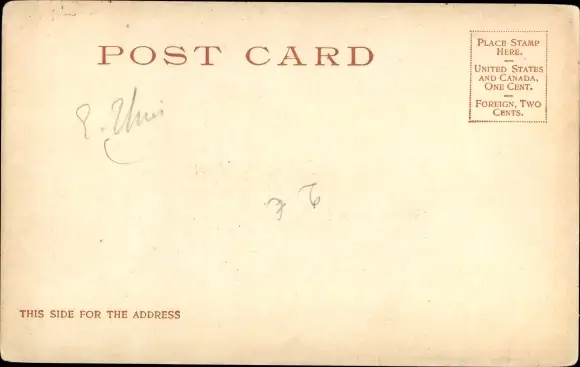 POST CARD
PLACE STAMP
HERE.
UNITED STATES
AND CANADA,
ONE CENT.
FOREIGN, TWO
CENTS.
THIS SIDE FOR THE ADDRESS